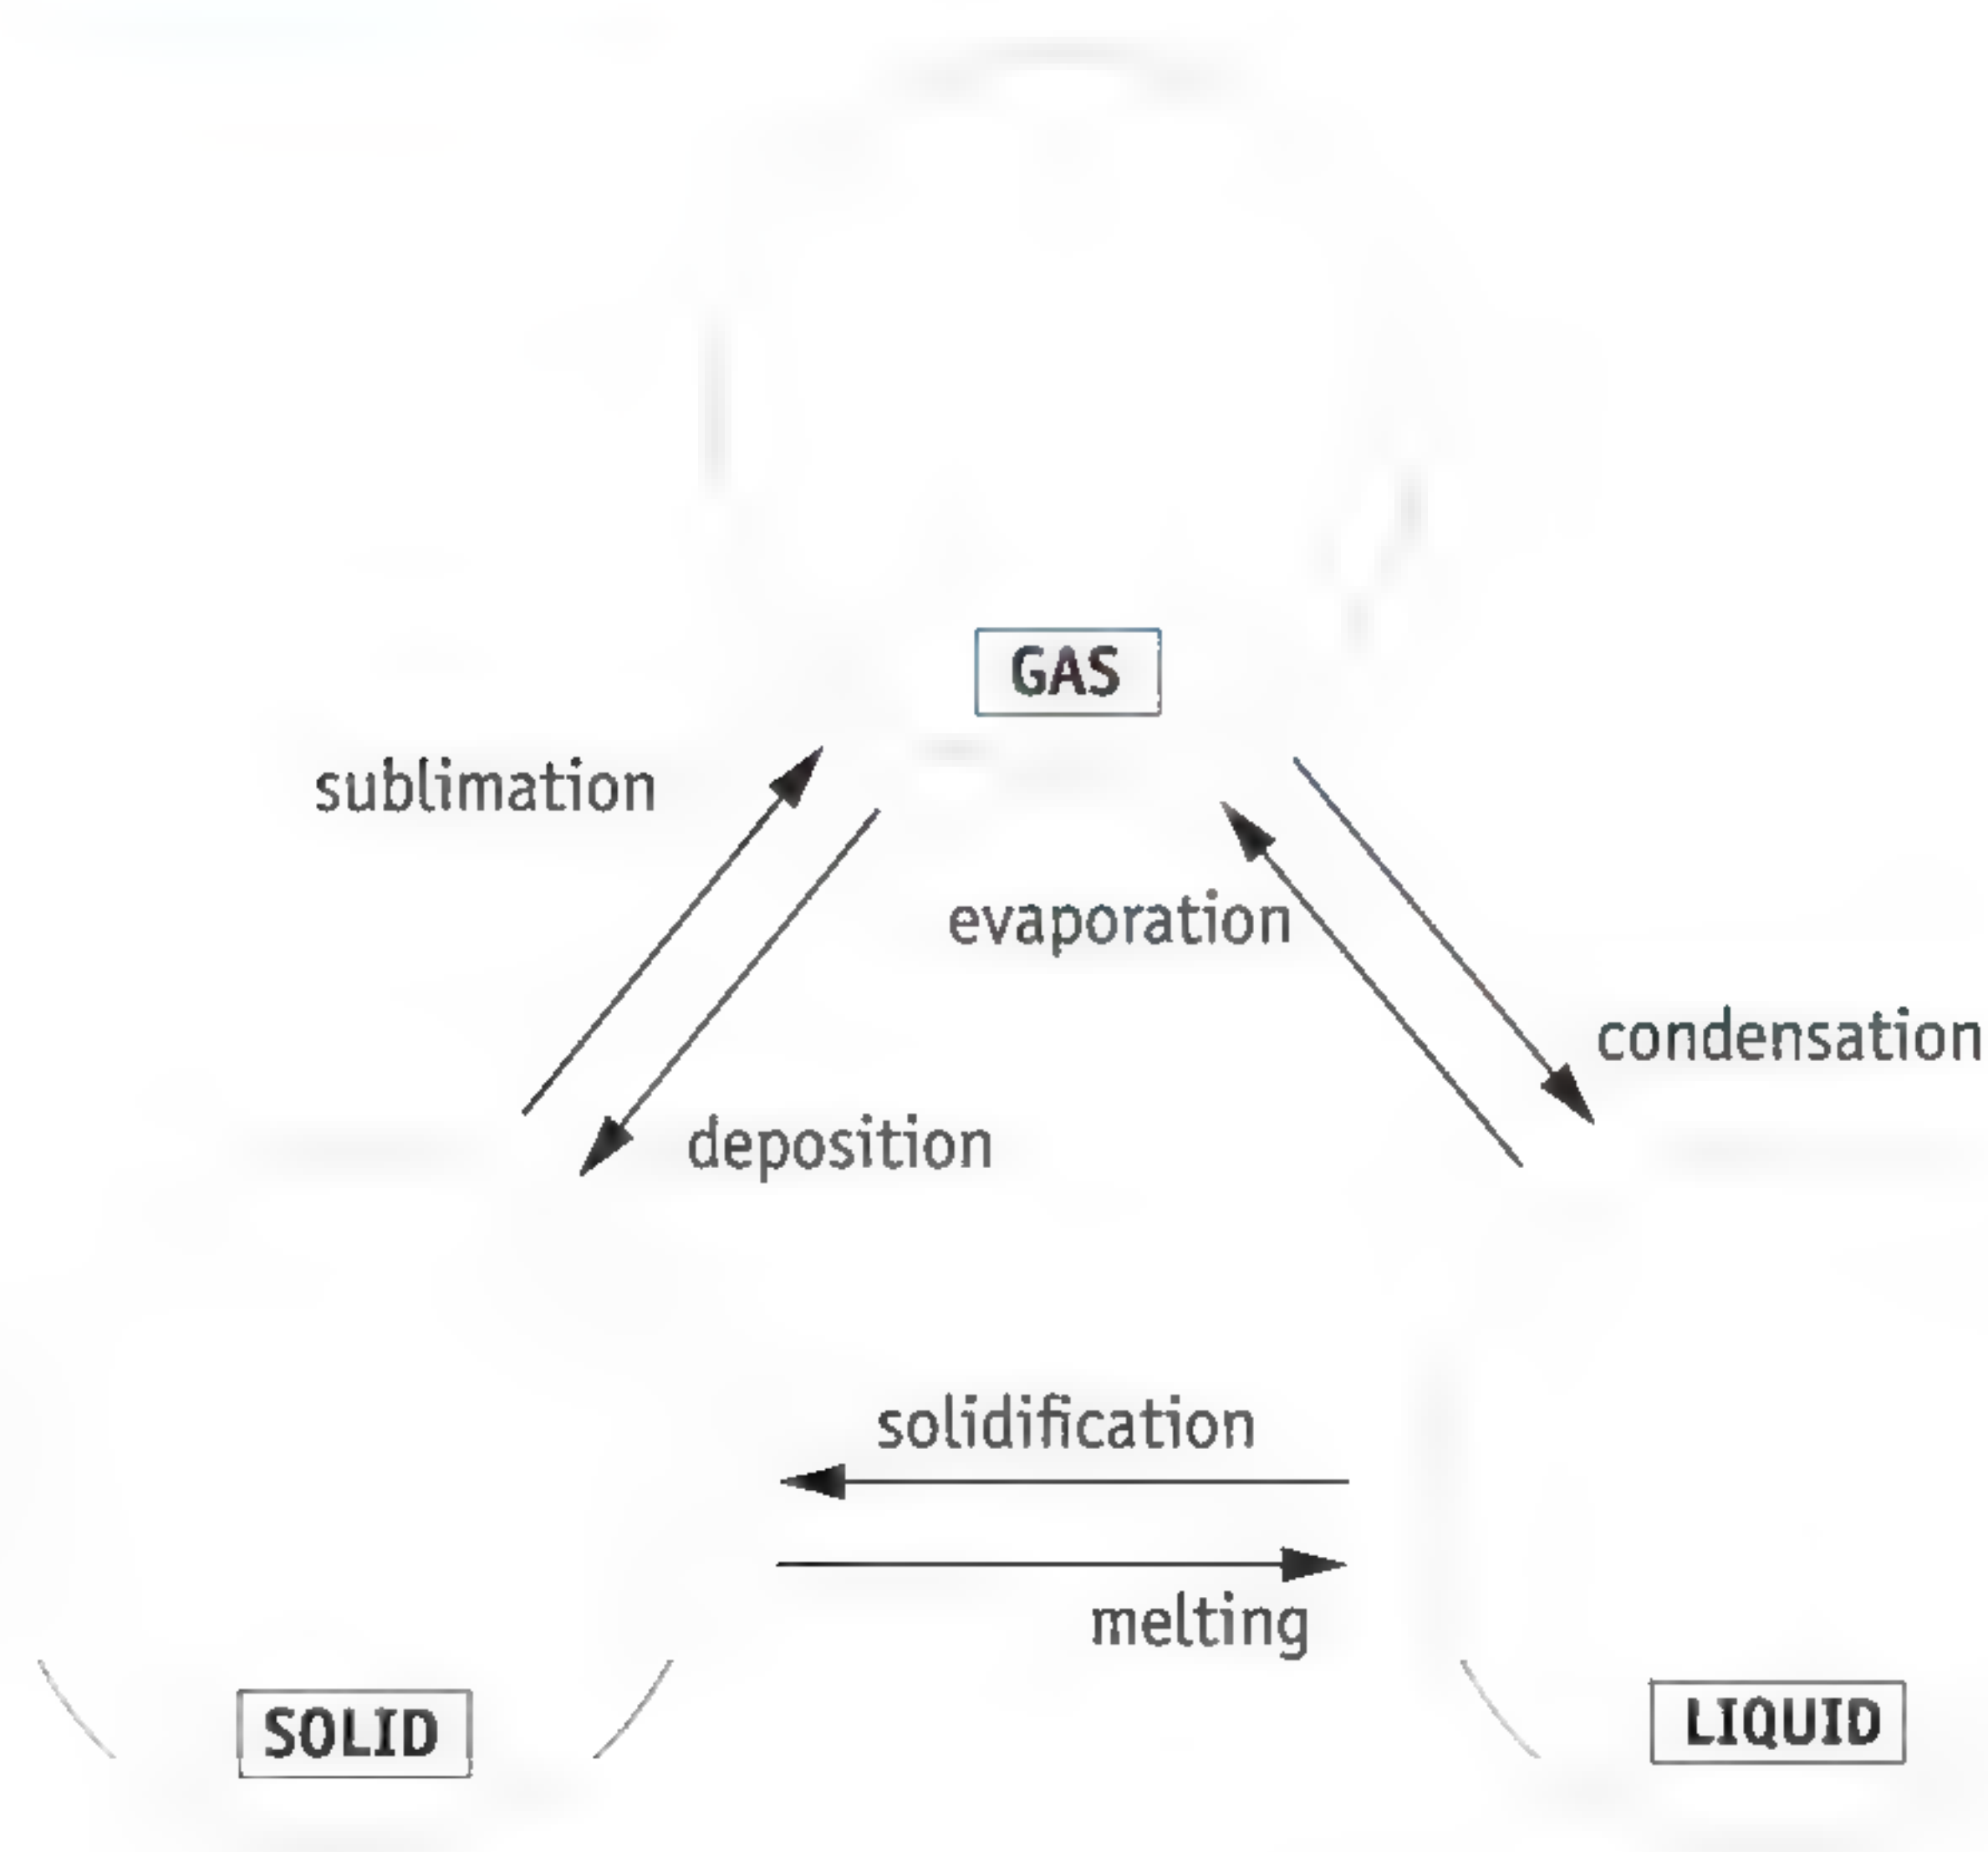 GAS
sublimation
evaporation
condensation
deposition
solidification
melting
SOLID
LIQUID